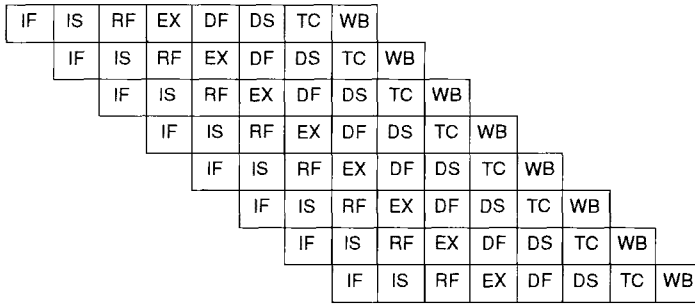 IF IS RF EX DF DS TC WB
IF IS RF EX DF DS TC WB
IF IS RF EX DF DS TC WB
IF IS RF EX DF DS TC WB
IF IS RF EX DF DS TC WB
IF IS RF EX DF DS TC WB
IF IS RF EX DF DS TC WB
IF IS RF EX DF DS TC WB